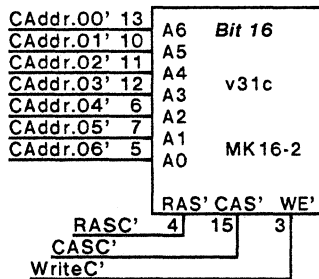 CAddr.00' 13 A6 Bit 16
CAddr.01' 10 A5
CAddr.02' 11 A4 v31c
CAddr.03' 12 A3
CAddr.04' 6 A2
CAddr.05' 7 A1 MK16-2
CAddr.06' 5 A0
RAS' CAS' WE'
RASC' 4 15 3
CASC'
WriteC'